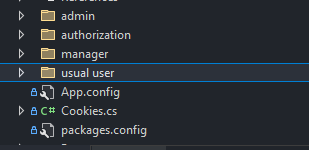 admin
authorization
manager
usual user
App.config
C# Cookies.cs
packages.config